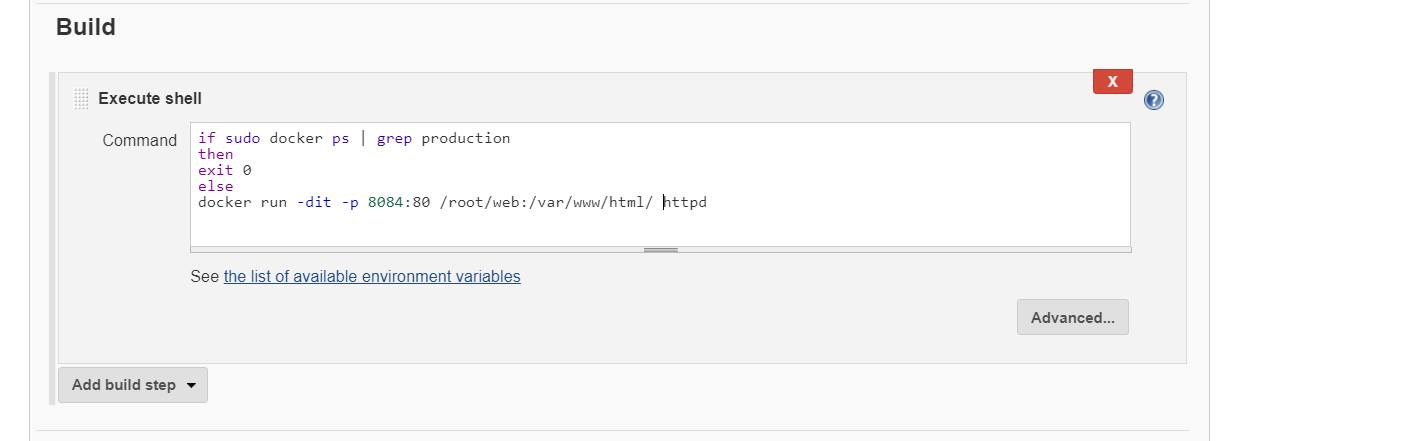 Build
X
Execute shell
?
Command
if sudo docker ps | grep production
then
exit 0
else
docker run -dit -p 8084:80 /root/web:/var/www/html/ httpd
See the list of available environment variables
Advanced...
Add build step